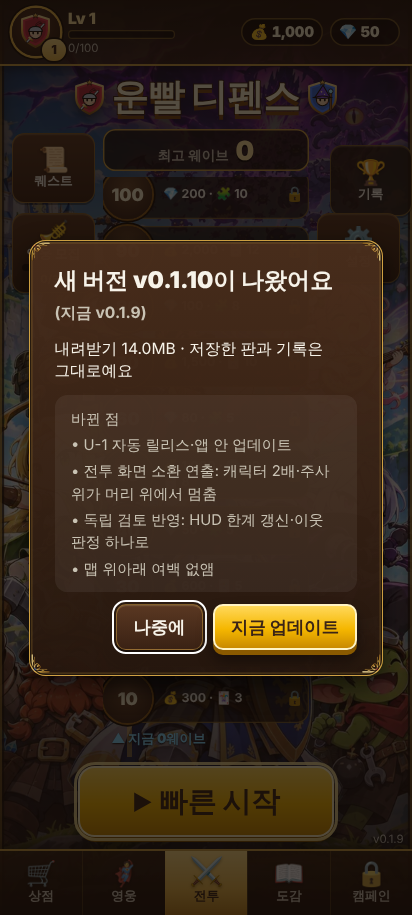 Lv 1
0/100
1
💰 1,000
💎 50
운빨 디펜스
퀘스트
최고 웨이브 0
기록
100
💎 200 · 🧩 10
새 버전 v0.1.10이 나왔어요
(지금 v0.1.9)
내려받기 14.0MB · 저장한 판과 기록은
그대로예요
바뀐 점
• U-1 자동 릴리스·앱 안 업데이트
• 전투 화면 소환 연출: 캐릭터 2배·주사
위가 머리 위에서 멈춤
• 독립 검토 반영: HUD 한계 갱신·이웃
판정 하나로
• 맵 위아래 여백 없앰
나중에
지금 업데이트
10
💰 300 · 🃏 3
▲ 지금 0웨이브
▶ 빠른 시작
v0.1.9
상점
영웅
전투
도감
캠페인